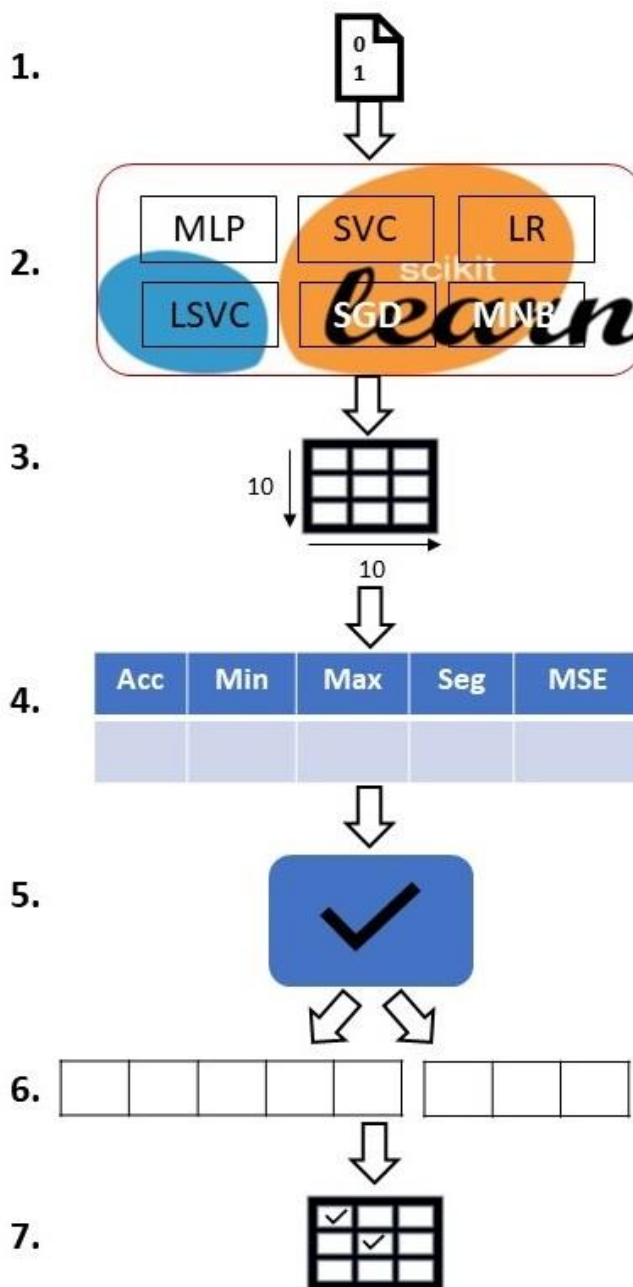 1.
0
1
2.
MLP SVC LR
scikit
learn
LSVC SGD MNB
3.
10
10
4.
Acc Min Max Seg MSE
5.
6.
7.